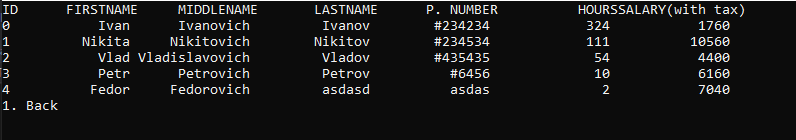 ID FIRSTNAME MIDDLENAME LASTNAME P. NUMBER HOURSSALARY(with tax)
0 Ivan Ivanovich Ivanov #234234 324 1760
1 Nikita Nikitovich Nikitov #234534 111 10560
2 Vlad Vladislavovich Vladov #435435 54 4400
3 Petr Petrovich Petrov #6456 10 6160
4 Fedor Fedorovich asdasd asdas 2 7040
1. Back